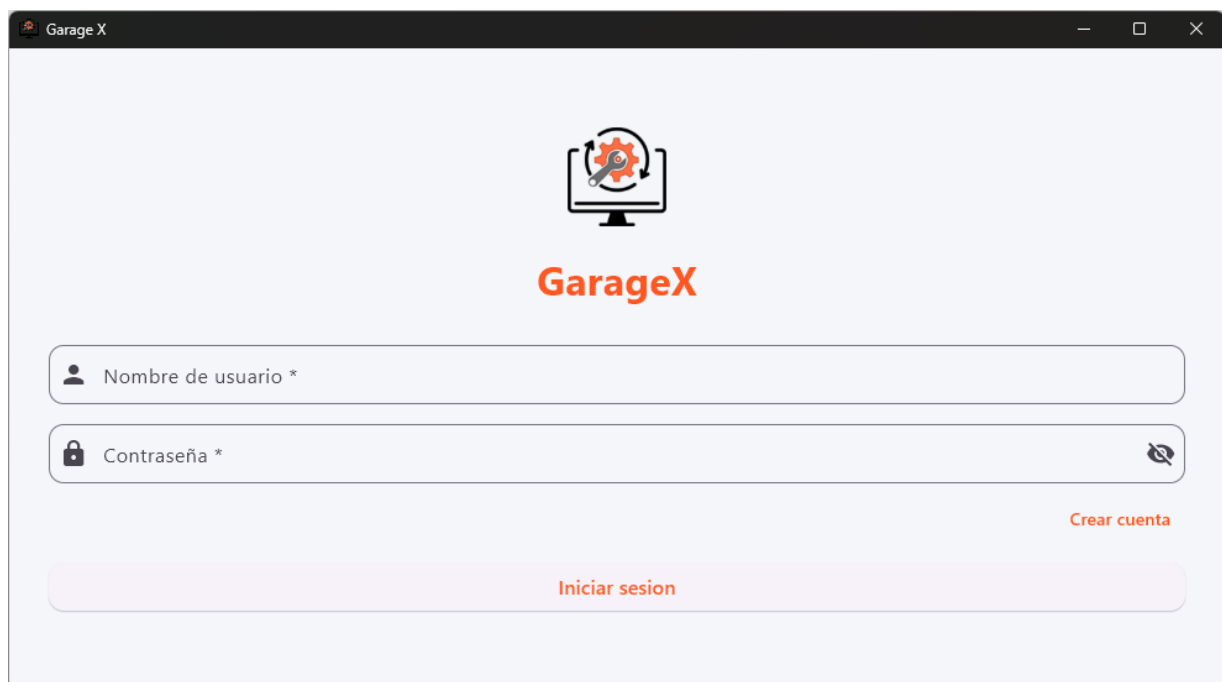 Garage X
GarageX
Nombre de usuario *
Contraseña *
Crear cuenta
Iniciar sesion